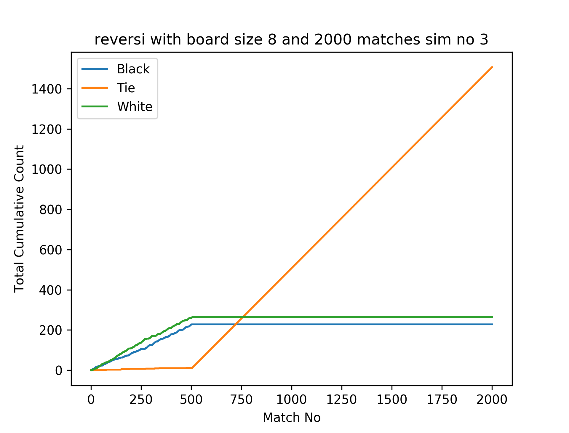 reversi with board size 8 and 2000 matches sim no 3
Black
Tie
White
1400
1200
1000
800
600
400
200
0
Total Cumulative Count
0 250 500 750 1000 1250 1500 1750 2000
Match No